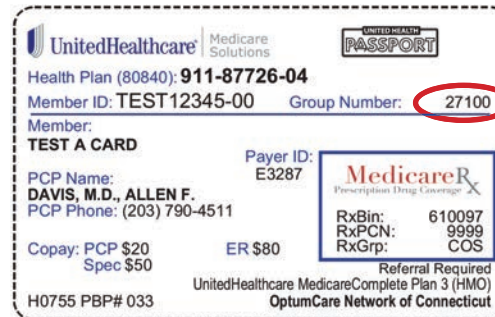 UnitedHealthcare Medicare Solutions
UNITED HEALTH
PASSPORT
Health Plan (80840): 911-87726-04
Member ID: TEST12345-00 Group Number: 27100
Member:
TEST A CARD
Payer ID:
E3287
PCP Name:
DAVIS, M.D., ALLEN F.
PCP Phone: (203) 790-4511
MedicareRx
Prescription Drug Coverage
RxBin: 610097
RxPCN: 9999
RxGrp: COS
Copay: PCP $20 ER $80
Spec $50
Referral Required
UnitedHealthcare MedicareComplete Plan 3 (HMO)
H0755 PBP# 033 OptumCare Network of Connecticut